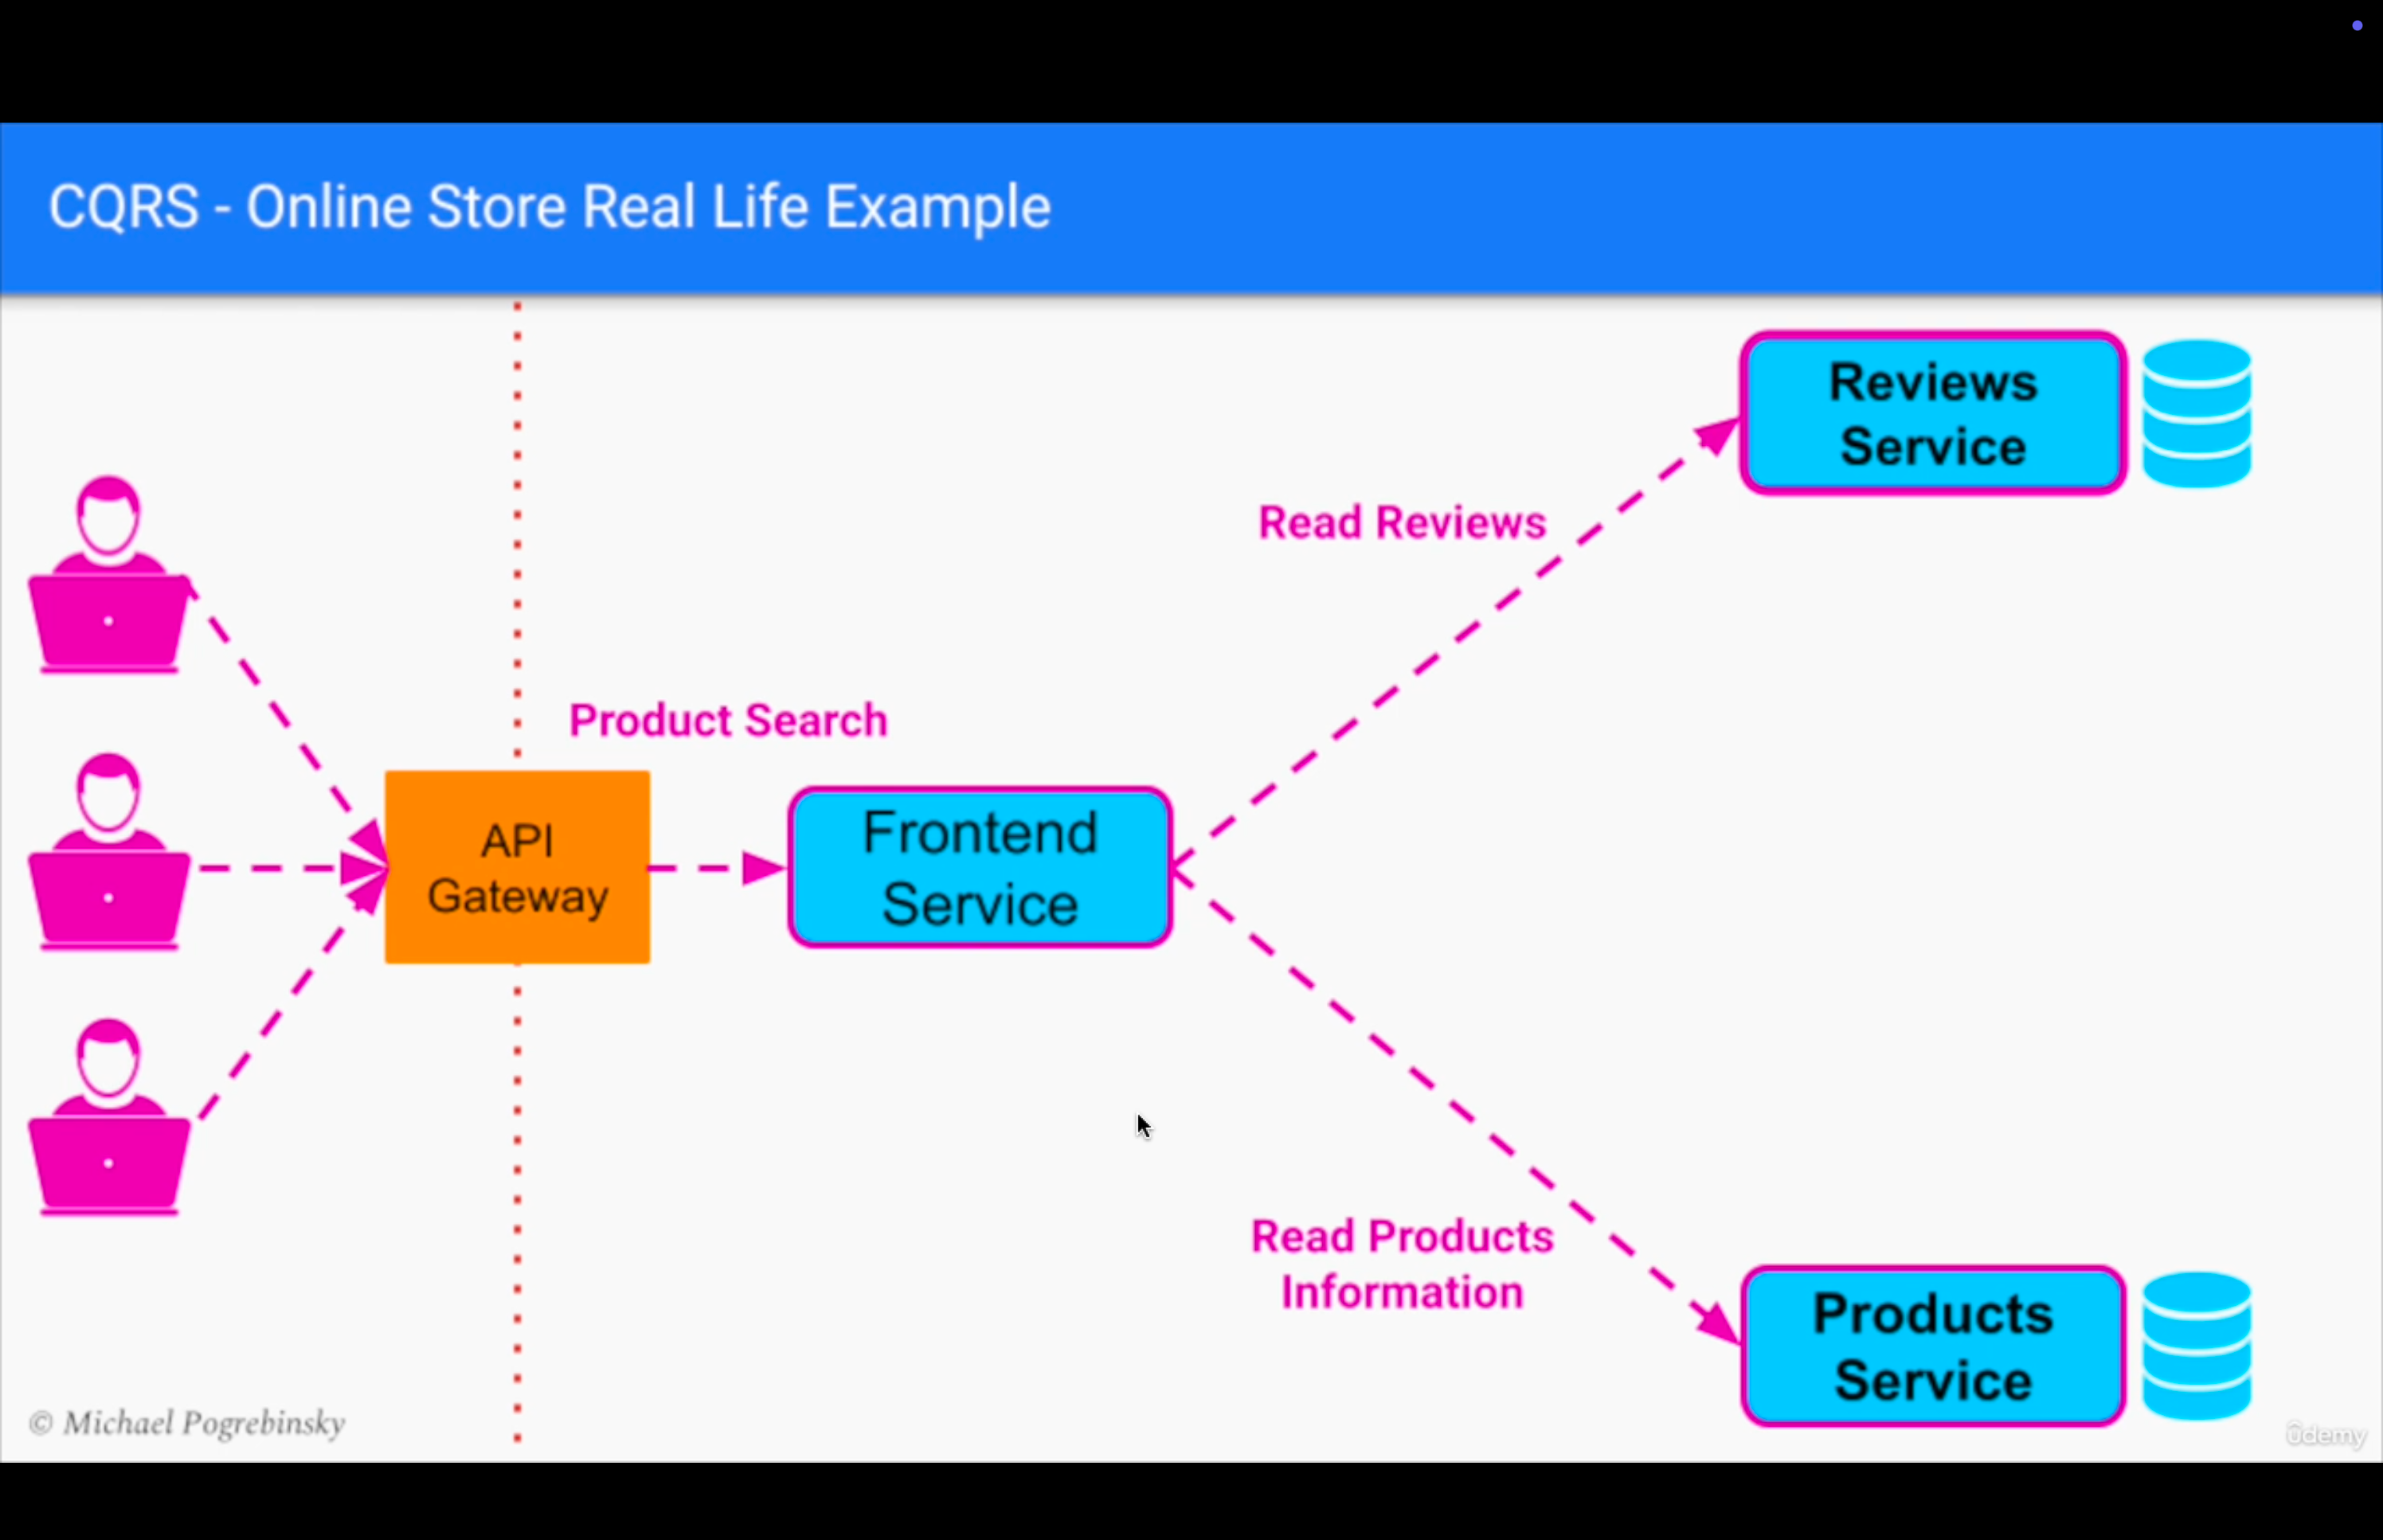 CQRS - Online Store Real Life Example
Reviews
Service
Read Reviews
Product Search
API
Gateway
Frontend
Service
Read Products
Information
Products
Service
© Michael Pogrebinsky
ûdemy